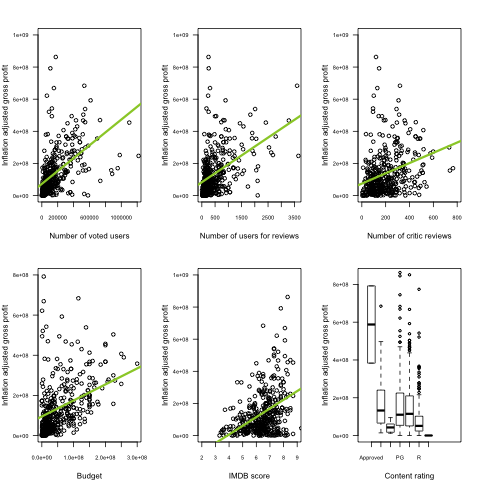 Inflation adjusted gross profit
1e+09
8e+08
6e+08
4e+08
2e+08
0e+00
0 200000 600000 1000000
Number of voted users
Inflation adjusted gross profit
1e+09
8e+08
6e+08
4e+08
2e+08
0e+00
0 500 1500 2500 3500
Number of users for reviews
Inflation adjusted gross profit
1e+09
8e+08
6e+08
4e+08
2e+08
0e+00
0 200 400 600 800
Number of critic reviews
Inflation adjusted gross profit
8e+08
6e+08
4e+08
2e+08
0e+00
0.0e+00 1.0e+08 2.0e+08 3.0e+08
Budget
Inflation adjusted gross profit
1e+09
8e+08
6e+08
4e+08
2e+08
0e+00
2 3 4 5 6 7 8 9
IMDB score
Inflation adjusted gross profit
8e+08
6e+08
4e+08
2e+08
0e+00
Approved PG R
Content rating